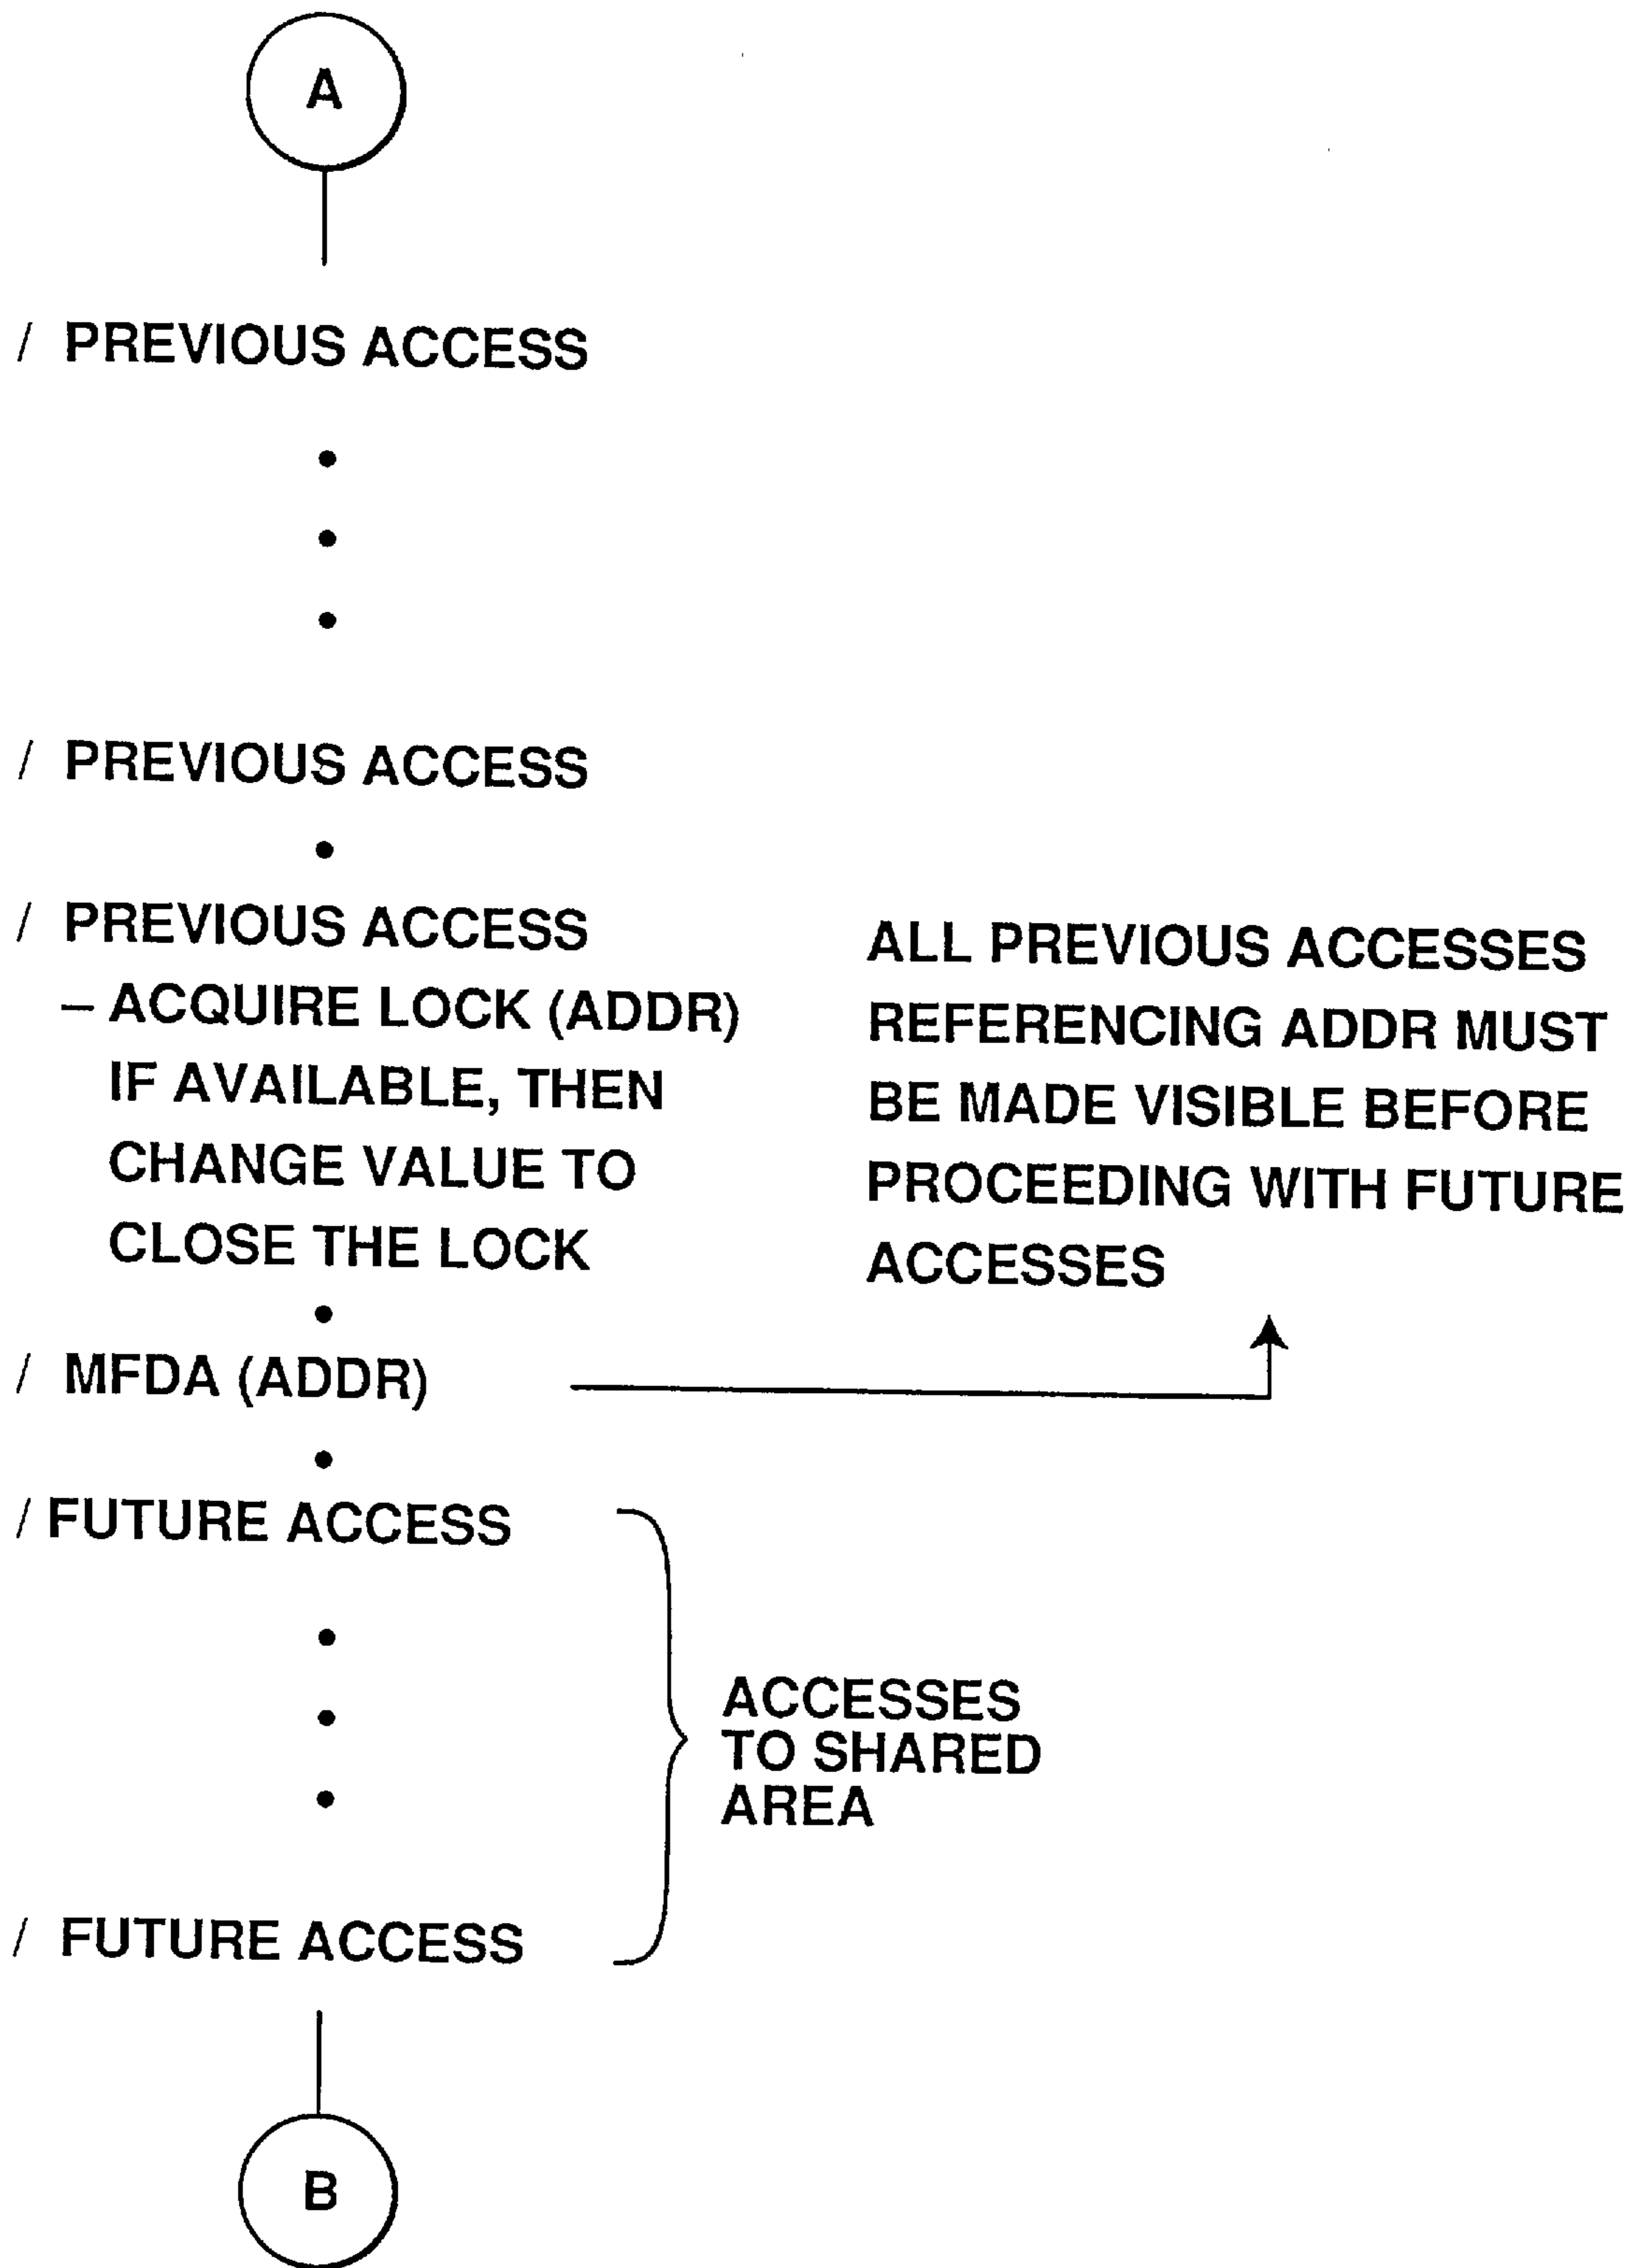 A
/ PREVIOUS ACCESS
/ PREVIOUS ACCESS
/ PREVIOUS ACCESS
– ACQUIRE LOCK (ADDR)
IF AVAILABLE, THEN
CHANGE VALUE TO
CLOSE THE LOCK
ALL PREVIOUS ACCESSES
REFERENCING ADDR MUST
BE MADE VISIBLE BEFORE
PROCEEDING WITH FUTURE
ACCESSES
/ MFDA (ADDR)
/ FUTURE ACCESS
ACCESSES
TO SHARED
AREA
/ FUTURE ACCESS
B